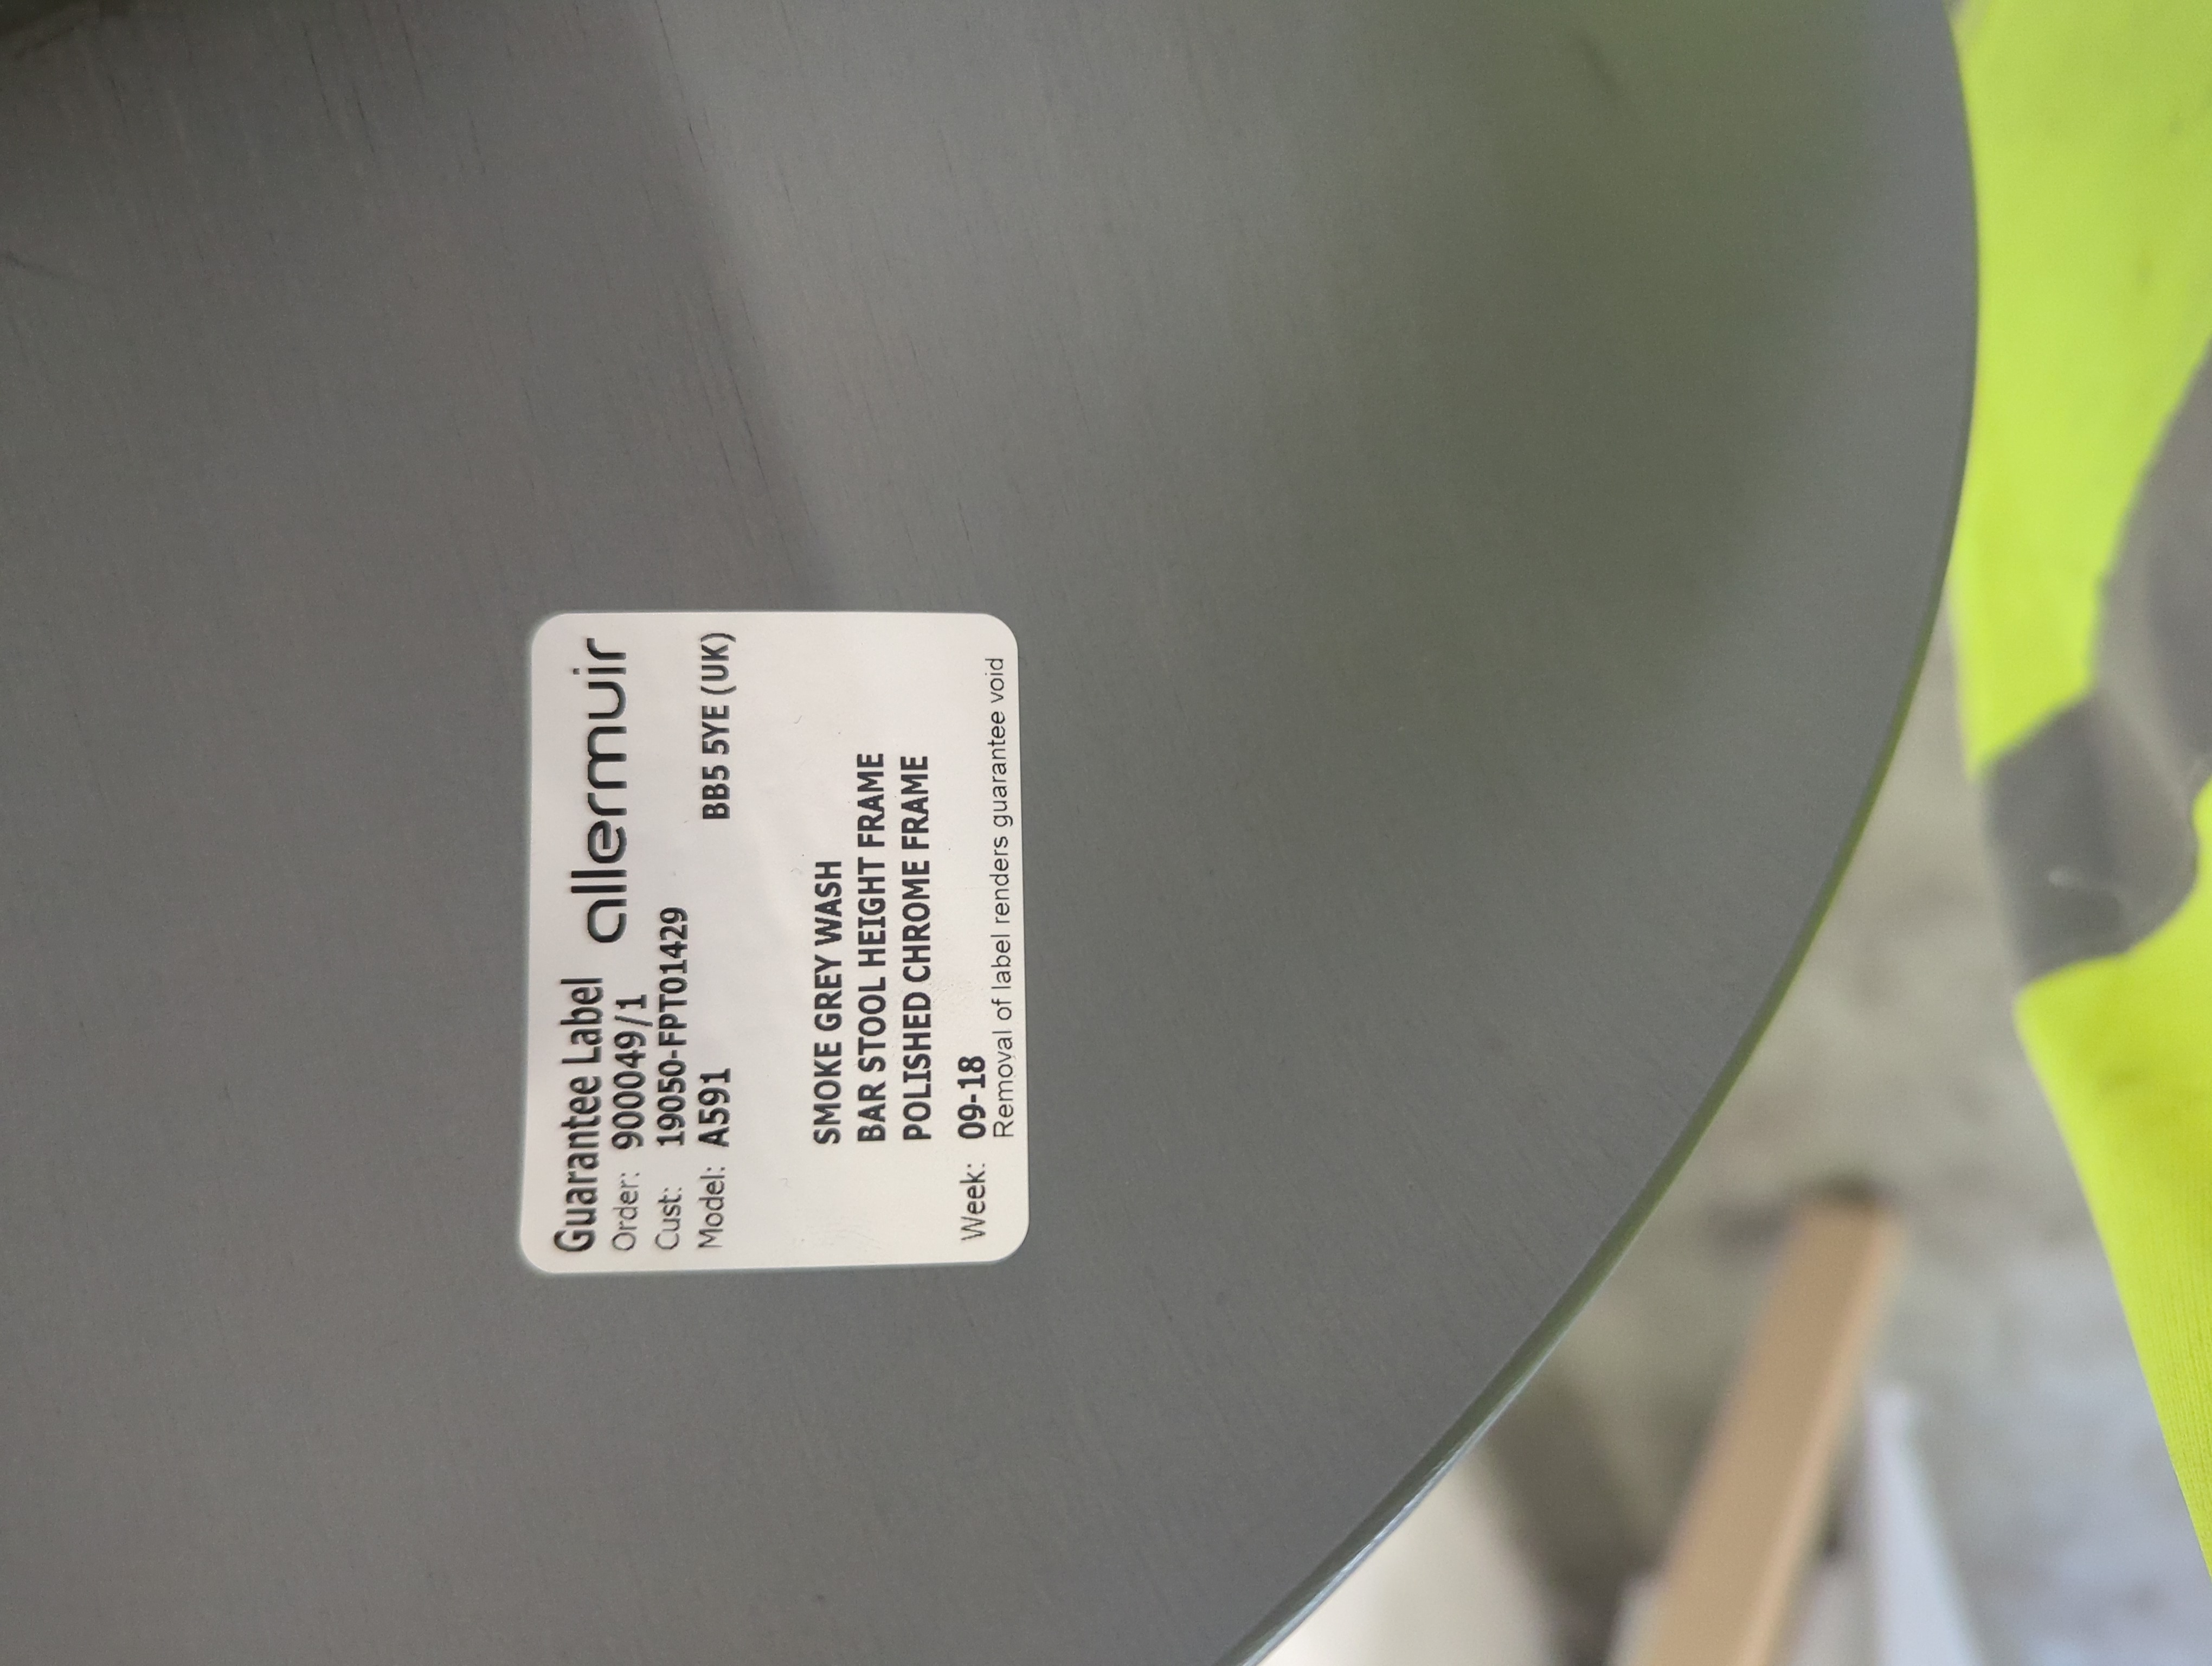 Guarantee Label allermuir
Order: 900049/1
Cust: 19050-FPT01429
Model: A591 BB5 5YE (UK)
SMOKE GREY WASH
BAR STOOL HEIGHT FRAME
POLISHED CHROME FRAME
Week: 09-18
Removal of label renders guarantee void